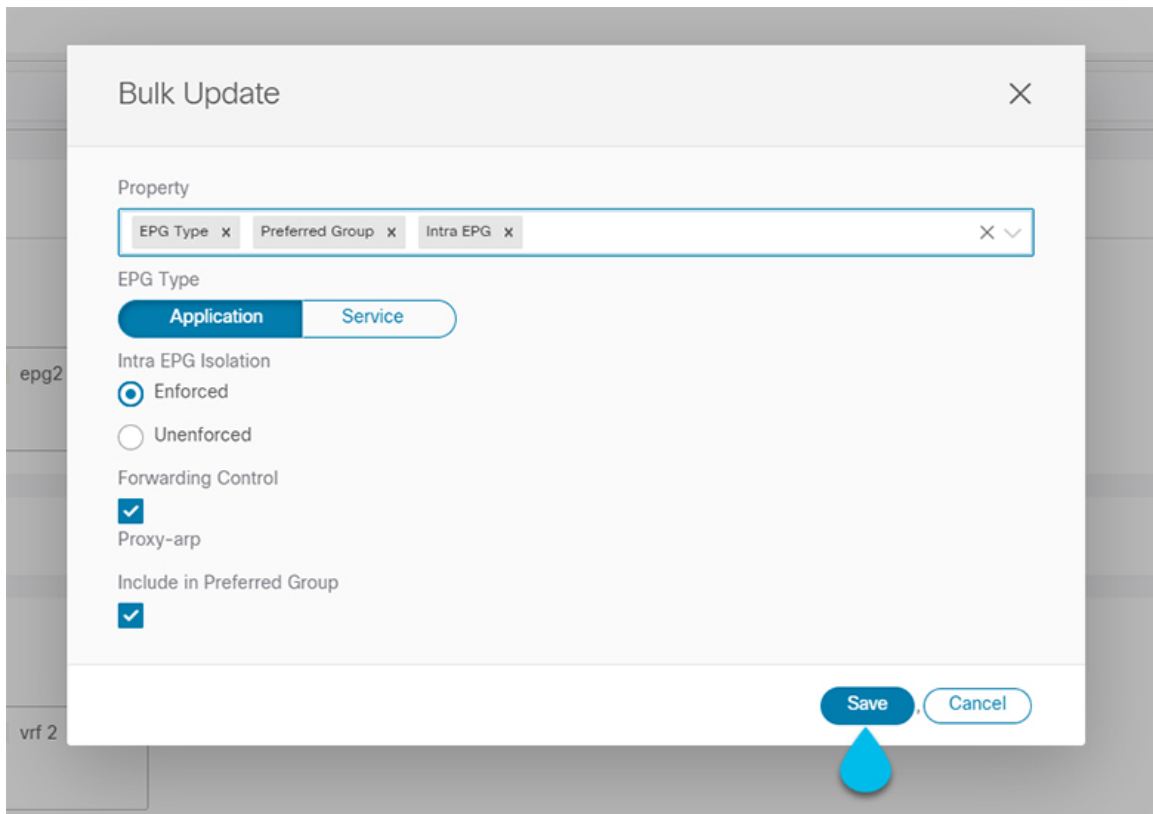 Bulk Update
Property
EPG Type x Preferred Group x Intra EPG x
EPG Type
Application Service
Intra EPG Isolation
Enforced
epg2
Unenforced
Forwarding Control
Proxy-arp
Include in Preferred Group
Save , Cancel
vrf 2